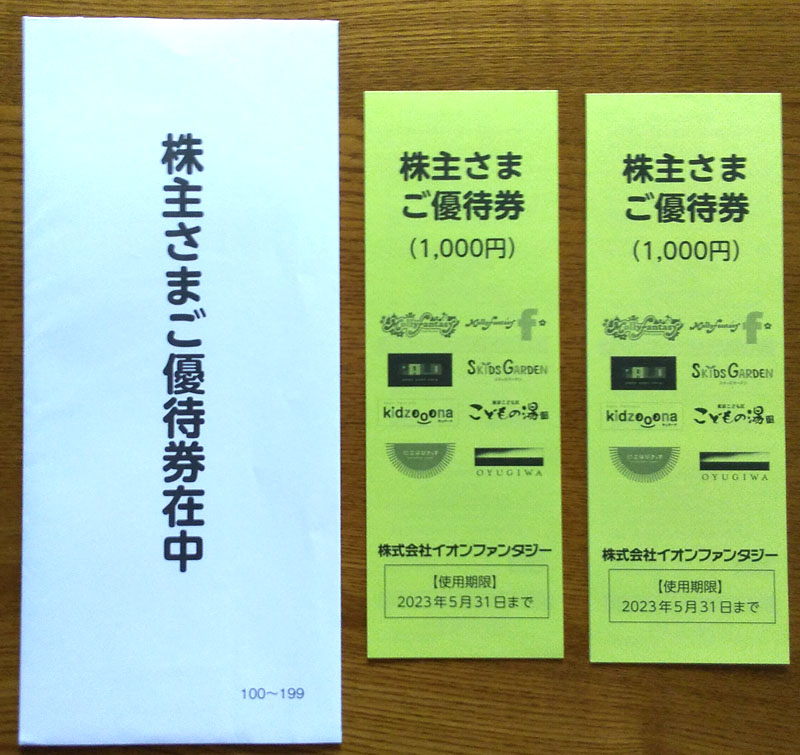 株主さまご優待券在中
100~199
株主さま
ご優待券
(1,000円)
Mollyfantasy
Mollyfantasy f
SKIDS GARDEN
kidzooona
こどもの湯
OYUGIWA
株式会社イオンファンタジー
【使用期限】
2023年5月31日まで
株主さま
ご優待券
(1,000円)
Mollyfantasy
Mollyfantasy f
SKIDS GARDEN
kidzooona
こどもの湯
OYUGIWA
株式会社イオンファンタジー
【使用期限】
2023年5月31日まで